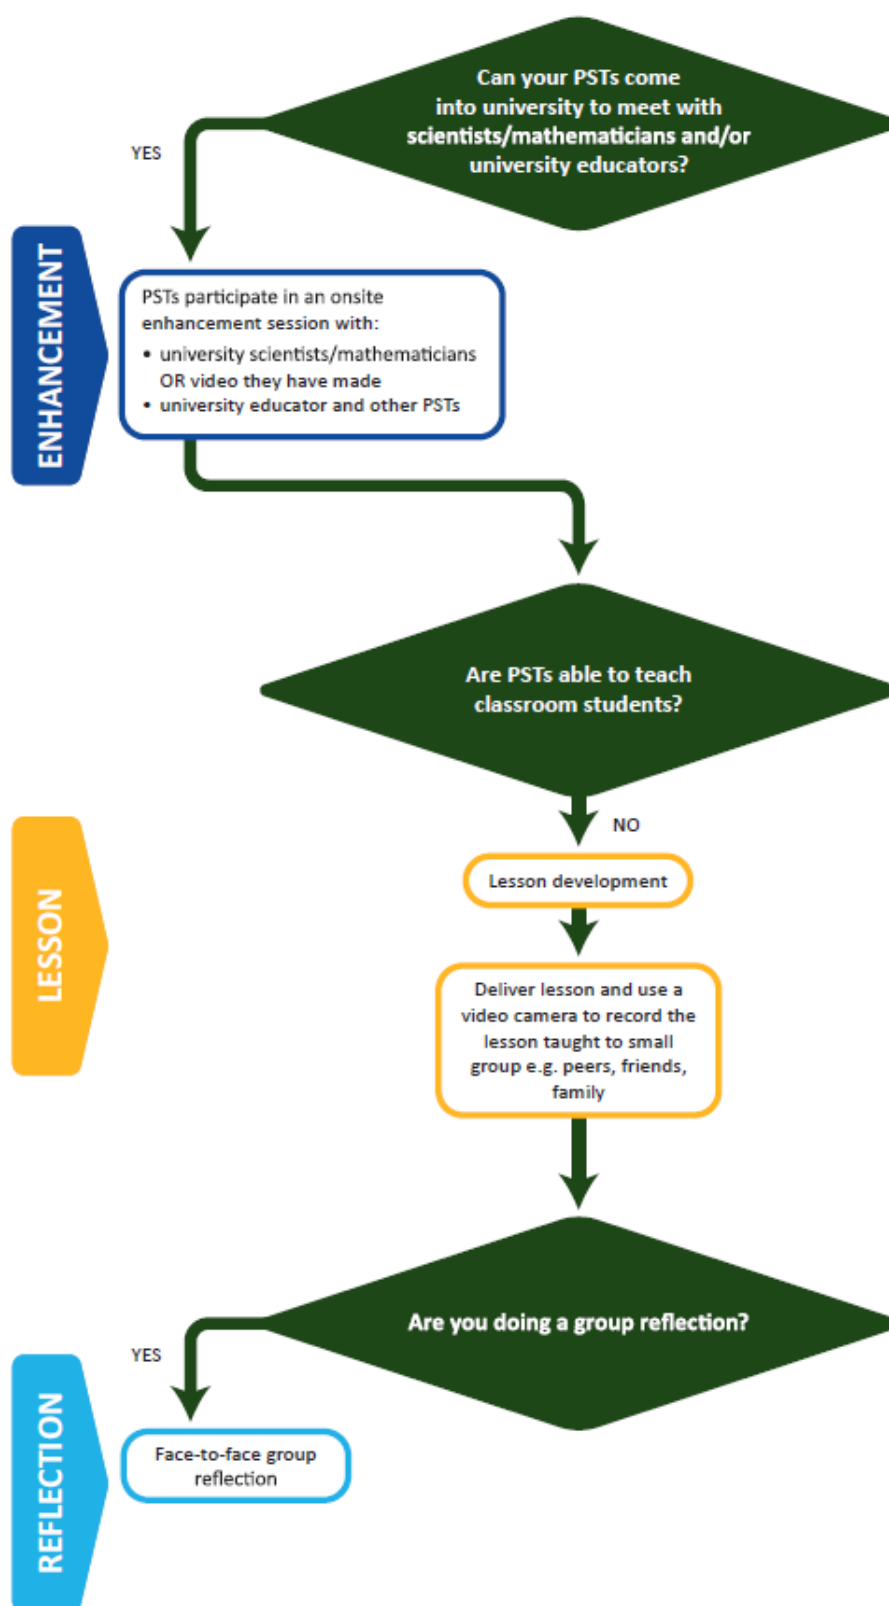 Can your PSTs come
into university to meet with
scientists/mathematicians and/or
university educators?
YES
ENHANCEMENT
PSTs participate in an onsite
enhancement session with:
• university scientists/mathematicians
OR video they have made
• university educator and other PSTs
Are PSTs able to teach
classroom students?
NO
LESSON
Lesson development
Deliver lesson and use a
video camera to record the
lesson taught to small
group e.g. peers, friends,
family
Are you doing a group reflection?
YES
REFLECTION
Face-to-face group
reflection